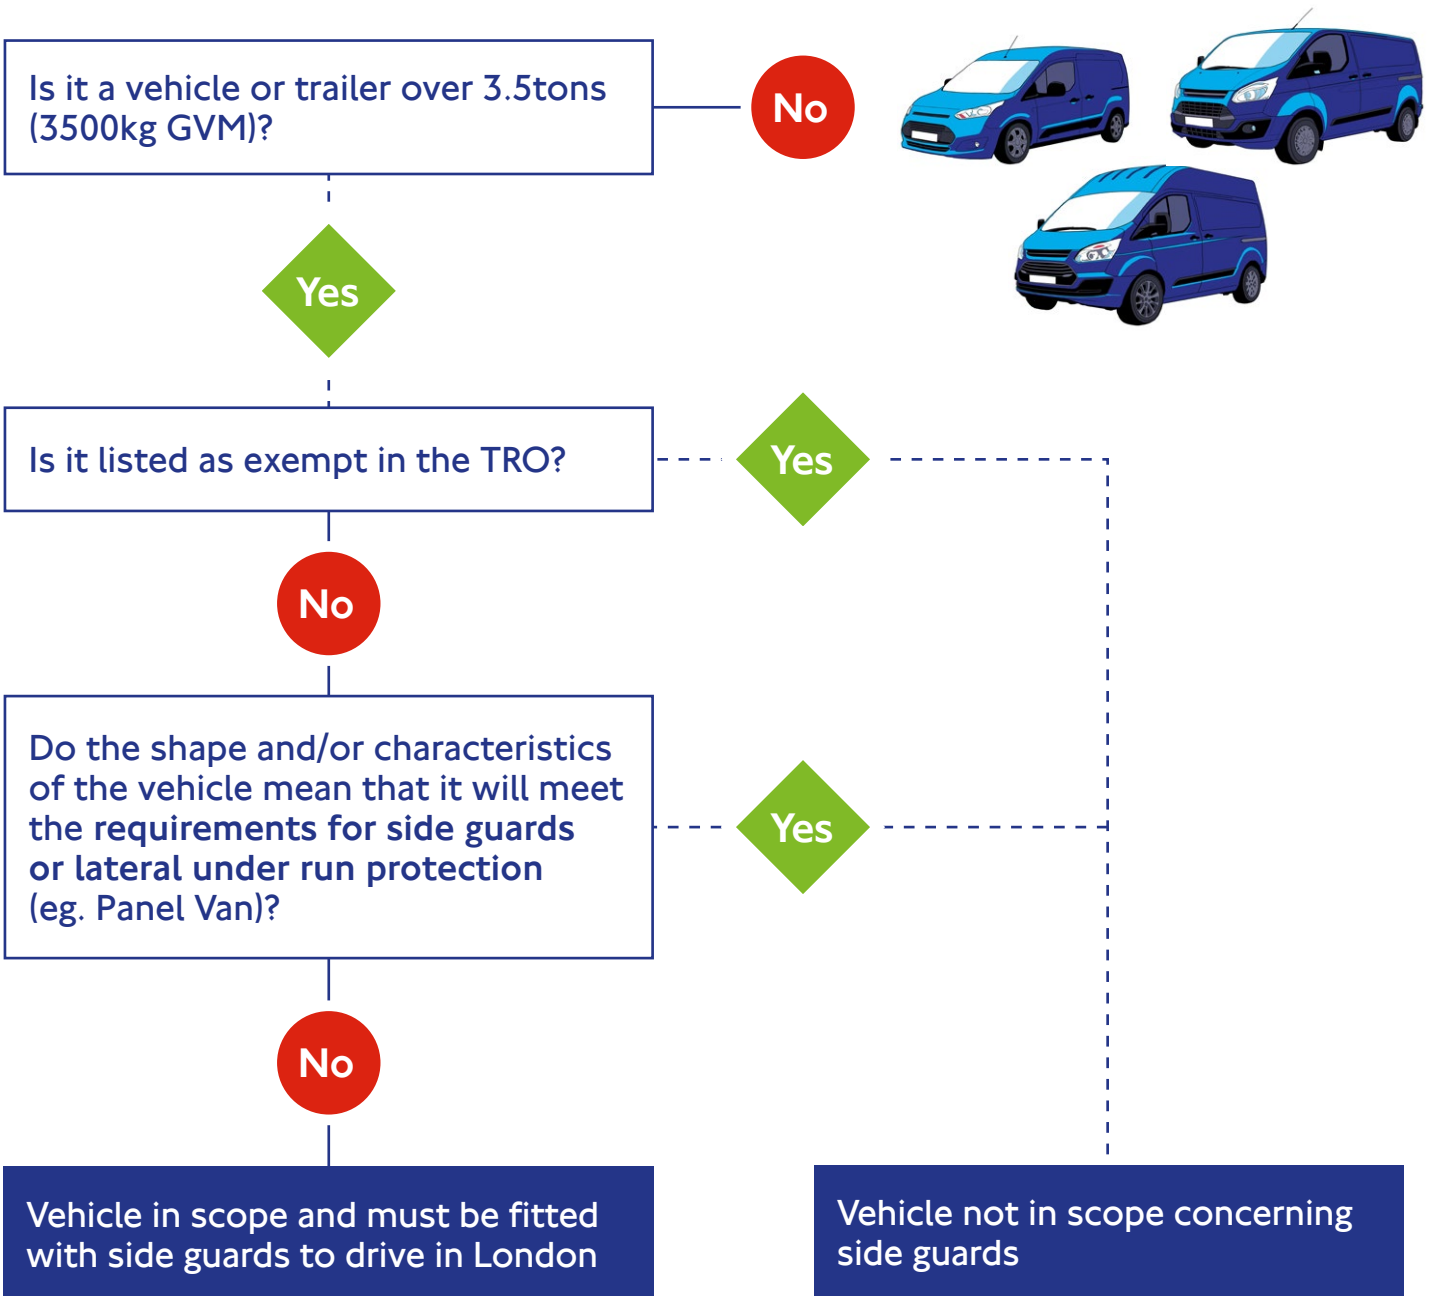 Is it a vehicle or trailer over 3.5tons
(3500kg GVM)?
No
Yes
Is it listed as exempt in the TRO?
Yes
No
Do the shape and/or characteristics
of the vehicle mean that it will meet
the requirements for side guards
or lateral under run protection
(eg. Panel Van)?
Yes
No
Vehicle in scope and must be fitted
with side guards to drive in London
Vehicle not in scope concerning
side guards